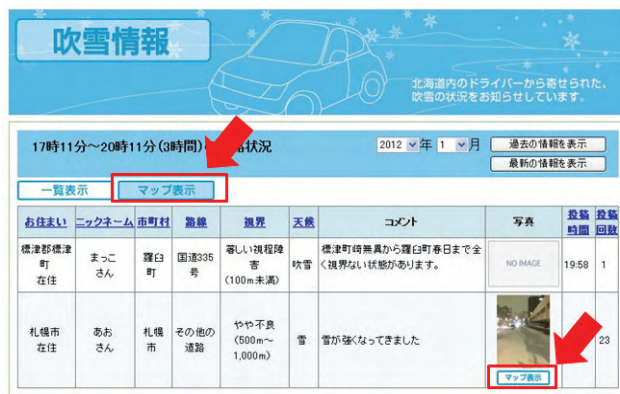 吹雪情報
北海道内のドライバーから寄せられた、
吹雪の状況をお知らせしています。
17時11分～20時11分(3時間)
路状況
2012 年 1 月
過去の情報を表示
最新の情報を表示
一覧表示 マップ表示
お住まい ニックネーム 市町村 路線 視界 天候 コメント 写真 投稿時間 投稿回数
標津郡標津町
在住
まっこ
さん
羅臼町
国道335号
著しい視程障害
(100m未満)
吹雪
標津町崎無異から羅臼町春日まで全
く視界ない状態があります。
NO IMAGE
19:58
1
札幌市
在住
あお
さん
札幌市
その他の
道路
やや不良
(500m～
1,000m)
雪
雪が強くなってきました
23
マップ表示